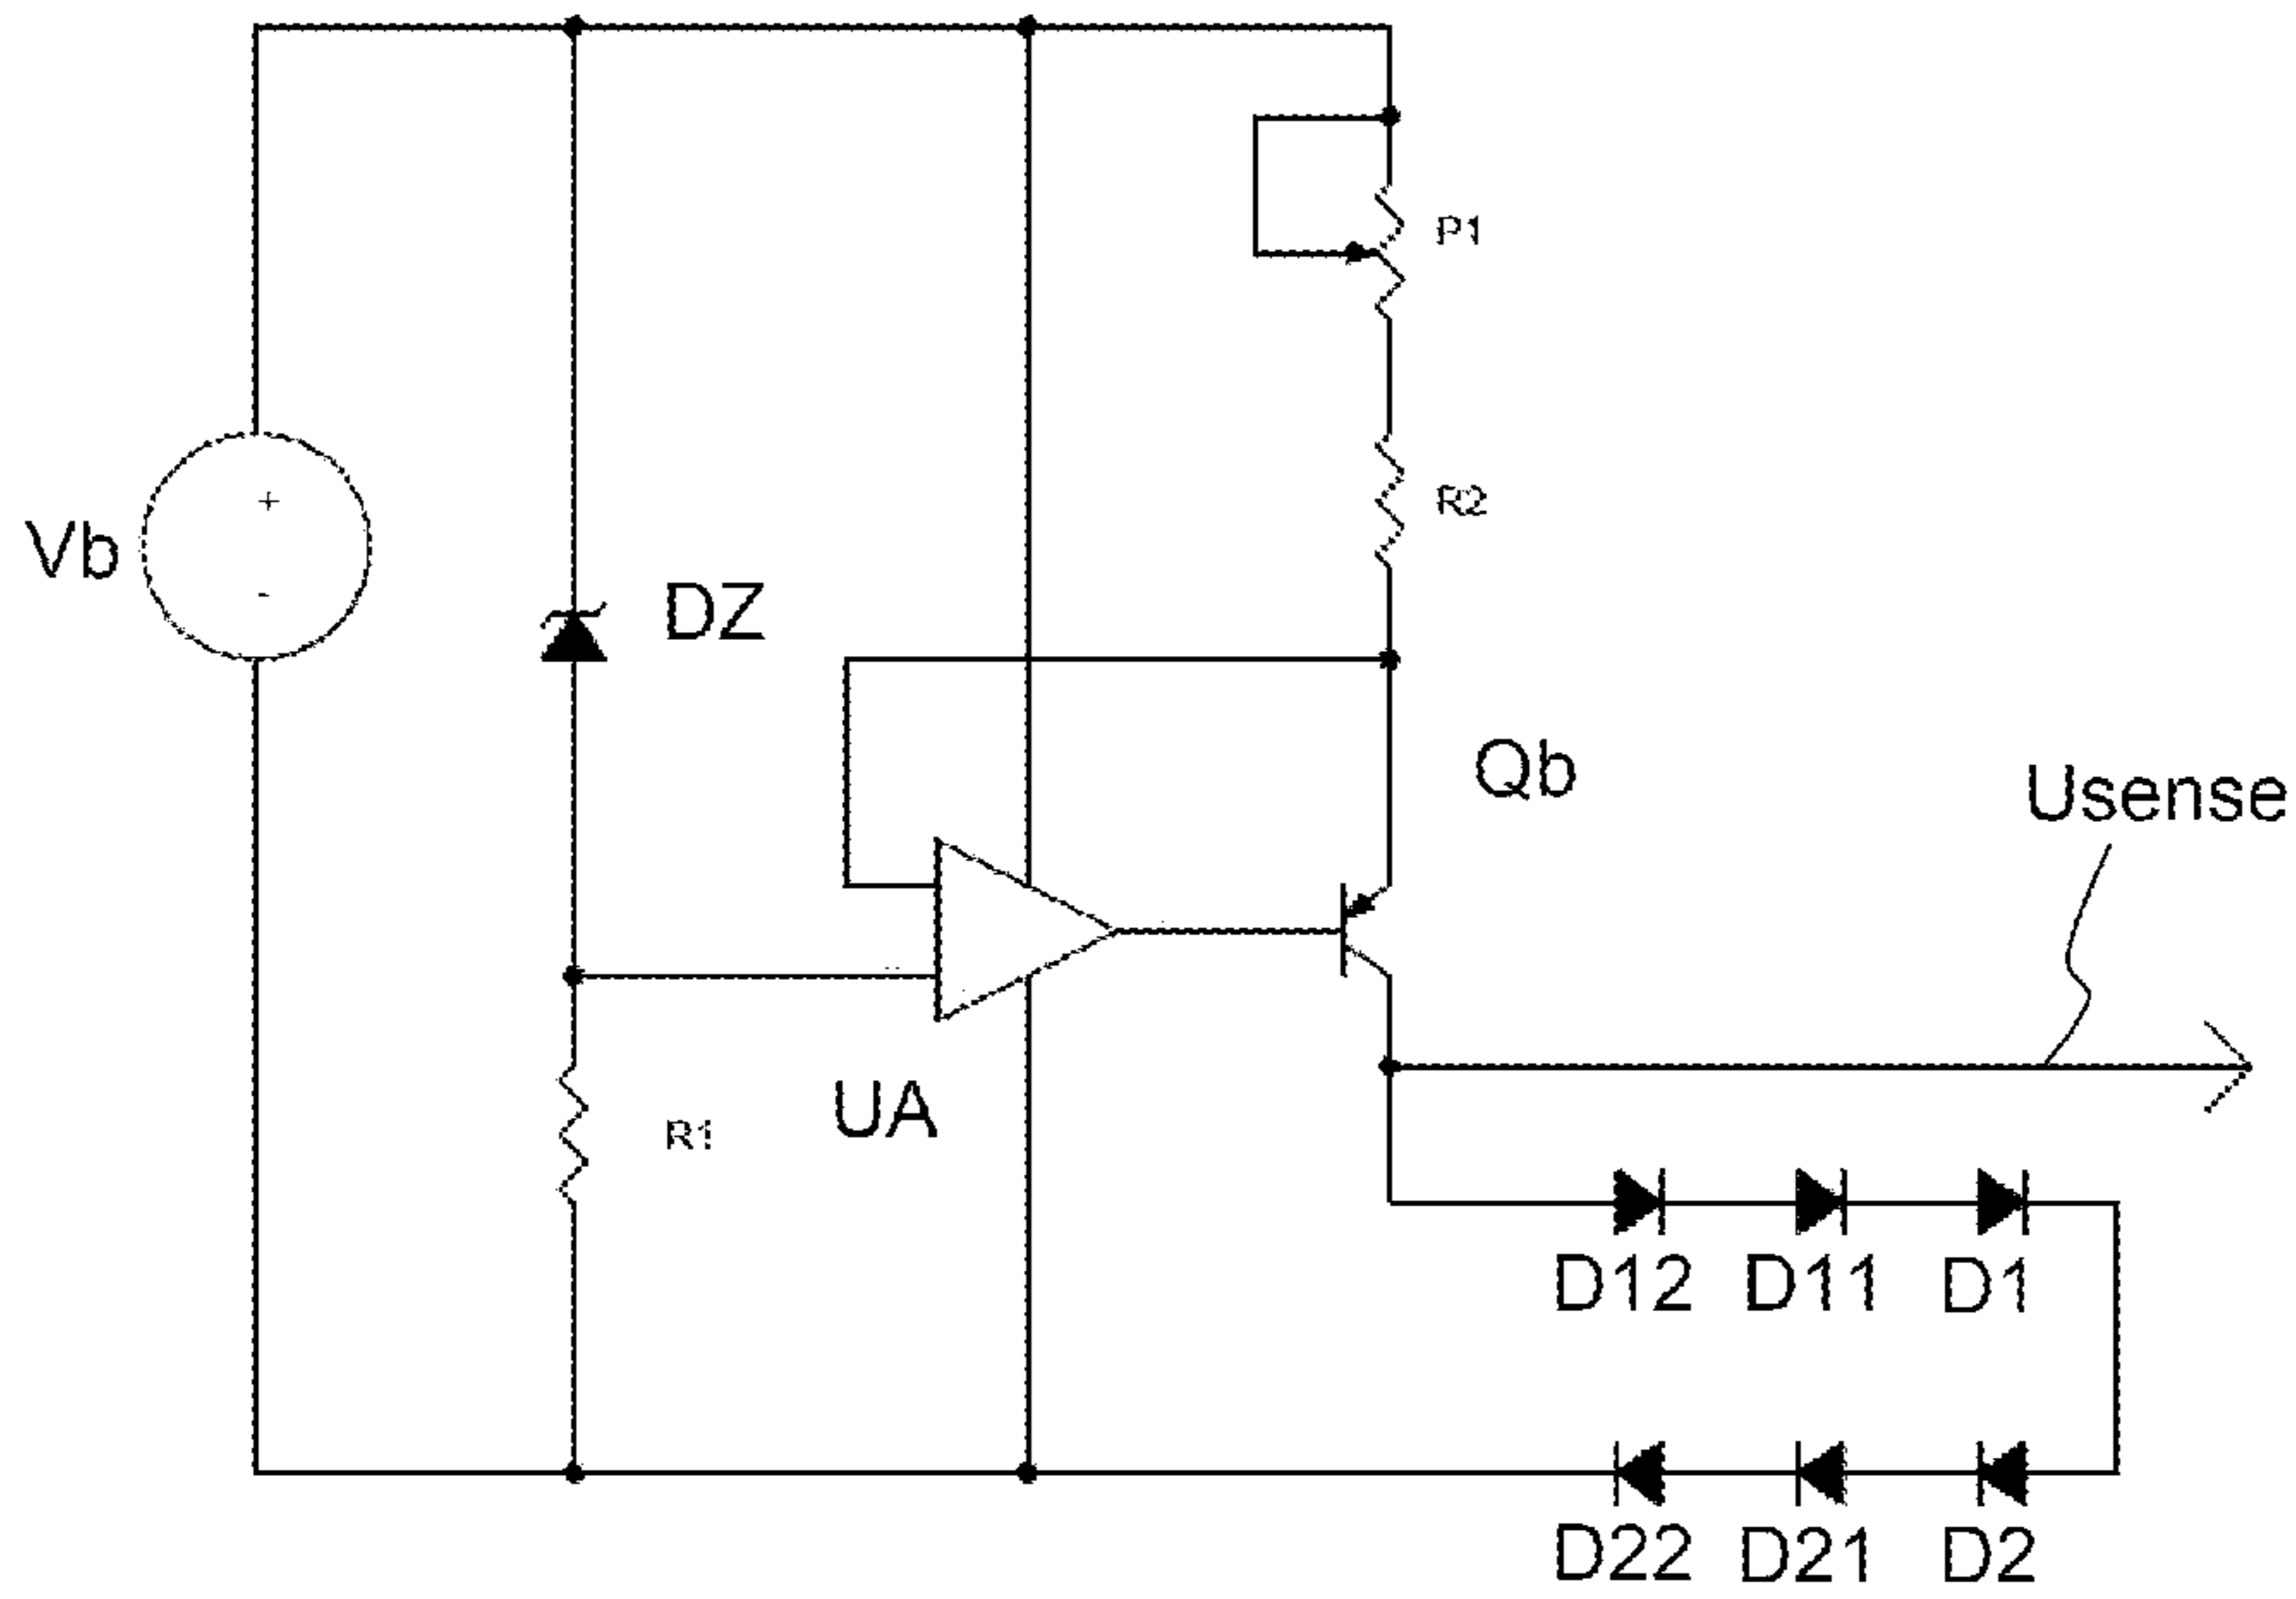 P1
+
R2
Vb
-
DZ
Qb
Usense
UA
R1
D12 D11 D1
D22 D21 D2